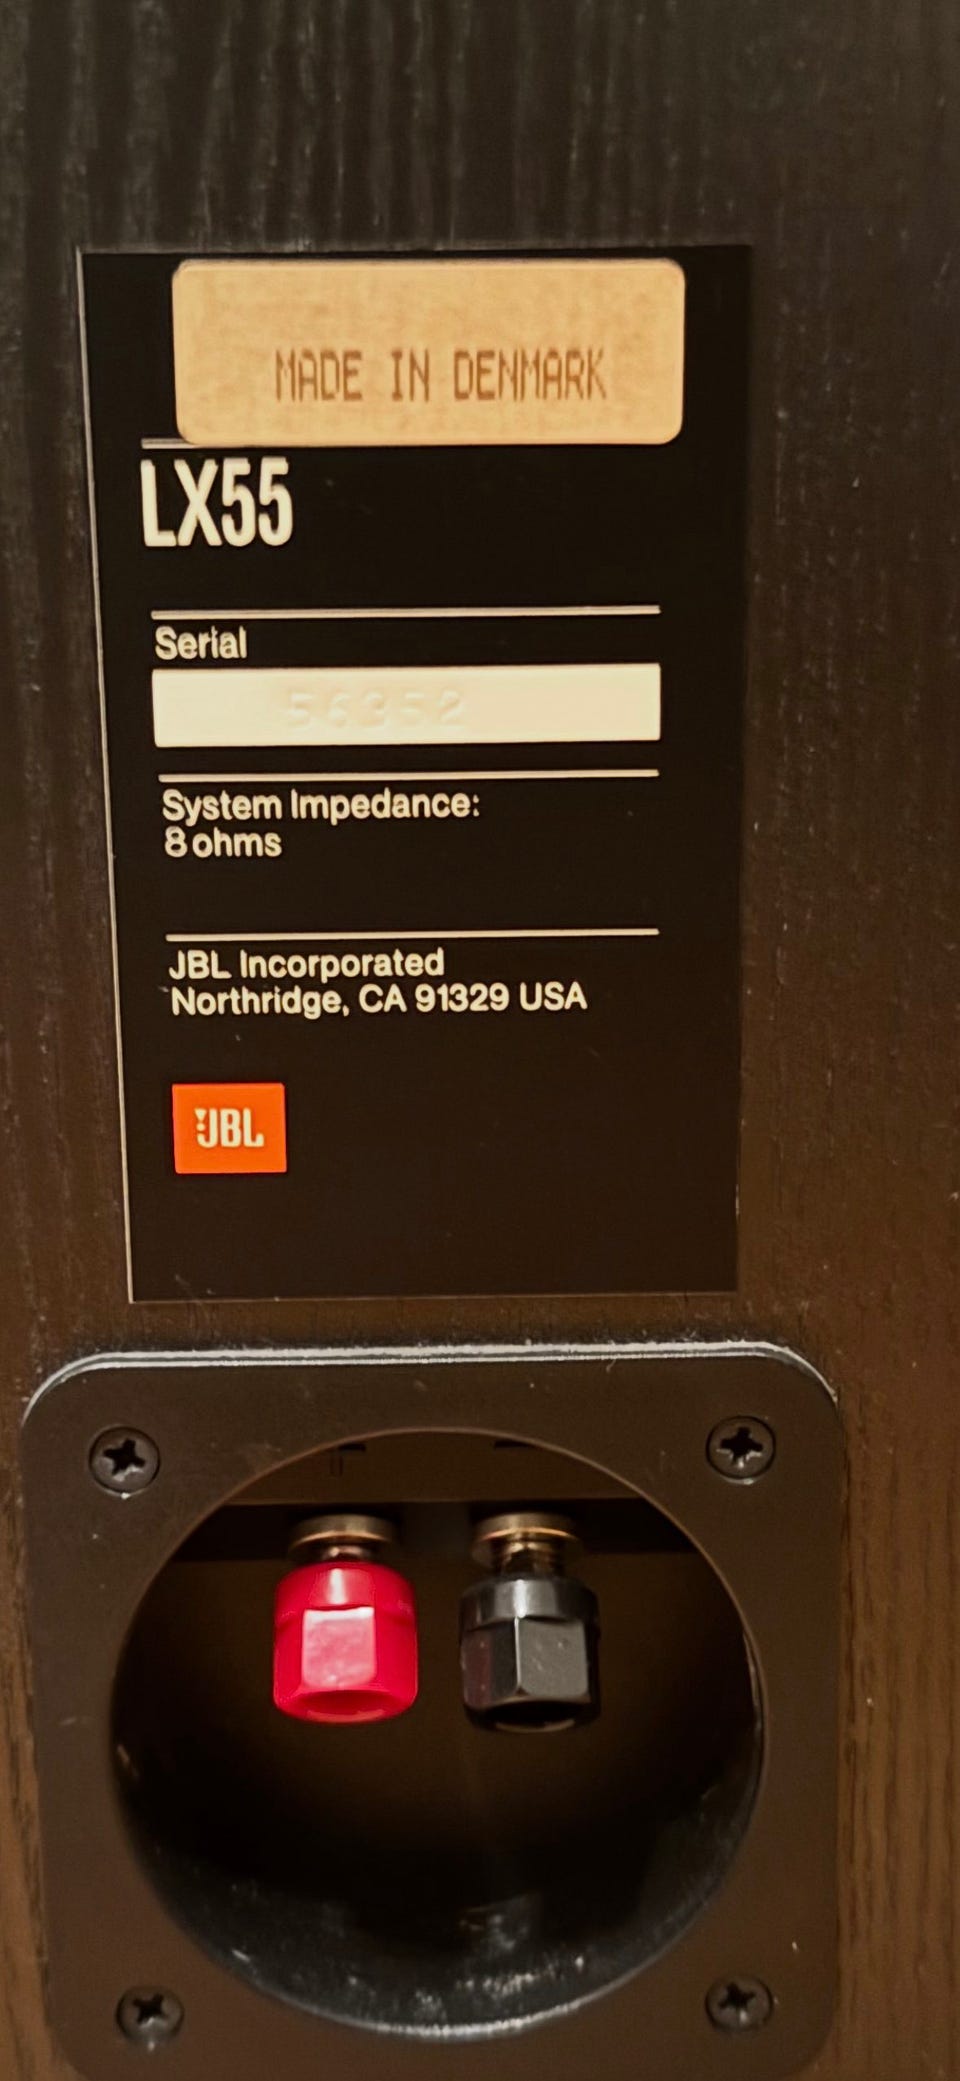 MADE IN DENMARK
LX55
Serial
56352
System Impedance:
8 ohms
JBL Incorporated
Northridge, CA 91329 USA
JBL